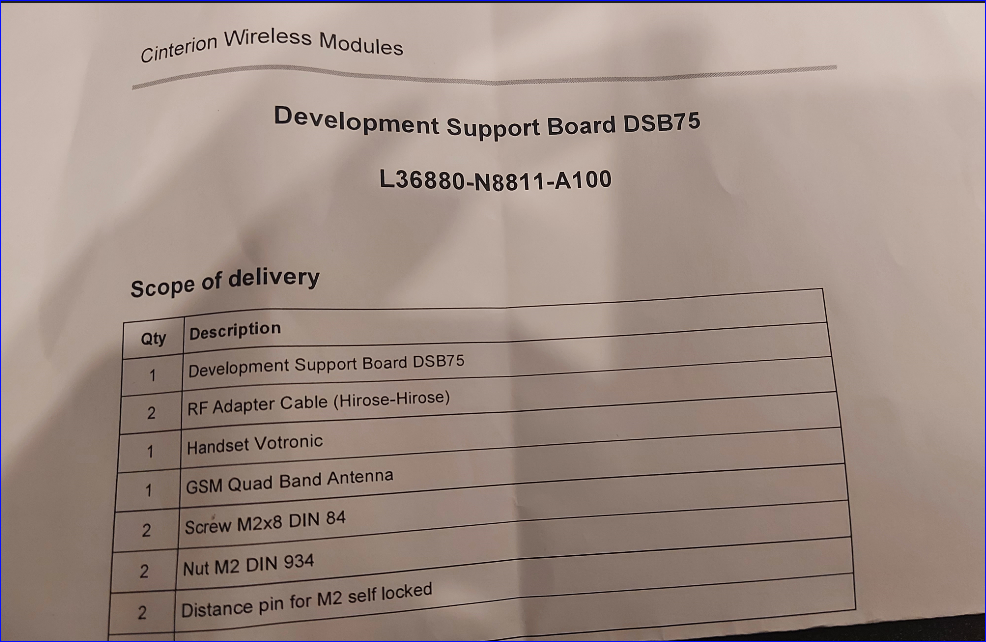 Cinterion Wireless Modules
Development Support Board DSB75
L36880-N8811-A100
Scope of delivery
Qty Description
1 Development Support Board DSB75
2 RF Adapter Cable (Hirose-Hirose)
1 Handset Votronic
1 GSM Quad Band Antenna
2 Screw M2x8 DIN 84
2 Nut M2 DIN 934
2 Distance pin for M2 self locked